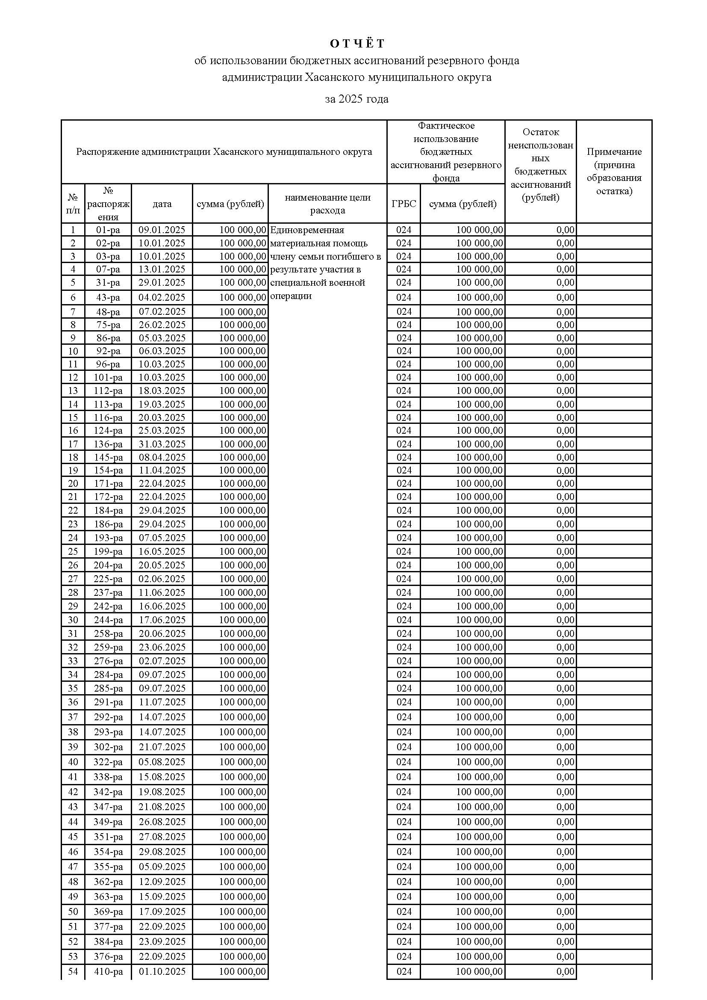 О Т Ч Ё Т
об использовании бюджетных ассигнований резервного фонда
администрации Хасанского муниципального округа
за 2025 года
Распоряжение администрации Хасанского муниципального округа
Фактическое
использование
бюджетных
ассигнований резервного
фонда
Остаток
неиспользован
ных
бюджетных
ассигнований
(рублей)
Примечание
(причина
образования
остатка)
№
п/п
№
распоряж
ения
дата
сумма (рублей)
наименование цели
расхода
ГРБС
сумма (рублей)
1 01-ра 09.01.2025 100 000,00 Единовременная 024 100 000,00 0,00
2 02-ра 10.01.2025 100 000,00 материальная помощь 024 100 000,00 0,00
3 03-ра 10.01.2025 100 000,00 члену семьи погибшего в 024 100 000,00 0,00
4 07-ра 13.01.2025 100 000,00 результате участия в 024 100 000,00 0,00
5 31-ра 29.01.2025 100 000,00 специальной военной 024 100 000,00 0,00
6 43-ра 04.02.2025 100 000,00 операции 024 100 000,00 0,00
7 48-ра 07.02.2025 100 000,00 024 100 000,00 0,00
8 75-ра 26.02.2025 100 000,00 024 100 000,00 0,00
9 86-ра 05.03.2025 100 000,00 024 100 000,00 0,00
10 92-ра 06.03.2025 100 000,00 024 100 000,00 0,00
11 96-ра 10.03.2025 100 000,00 024 100 000,00 0,00
12 101-ра 10.03.2025 100 000,00 024 100 000,00 0,00
13 112-ра 18.03.2025 100 000,00 024 100 000,00 0,00
14 113-ра 19.03.2025 100 000,00 024 100 000,00 0,00
15 116-ра 20.03.2025 100 000,00 024 100 000,00 0,00
16 124-ра 25.03.2025 100 000,00 024 100 000,00 0,00
17 136-ра 31.03.2025 100 000,00 024 100 000,00 0,00
18 145-ра 08.04.2025 100 000,00 024 100 000,00 0,00
19 154-ра 11.04.2025 100 000,00 024 100 000,00 0,00
20 171-ра 22.04.2025 100 000,00 024 100 000,00 0,00
21 172-ра 22.04.2025 100 000,00 024 100 000,00 0,00
22 184-ра 29.04.2025 100 000,00 024 100 000,00 0,00
23 186-ра 29.04.2025 100 000,00 024 100 000,00 0,00
24 193-ра 07.05.2025 100 000,00 024 100 000,00 0,00
25 199-ра 16.05.2025 100 000,00 024 100 000,00 0,00
26 204-ра 20.05.2025 100 000,00 024 100 000,00 0,00
27 225-ра 02.06.2025 100 000,00 024 100 000,00 0,00
28 237-ра 11.06.2025 100 000,00 024 100 000,00 0,00
29 242-ра 16.06.2025 100 000,00 024 100 000,00 0,00
30 244-ра 17.06.2025 100 000,00 024 100 000,00 0,00
31 258-ра 20.06.2025 100 000,00 024 100 000,00 0,00
32 259-ра 23.06.2025 100 000,00 024 100 000,00 0,00
33 276-ра 02.07.2025 100 000,00 024 100 000,00 0,00
34 284-ра 09.07.2025 100 000,00 024 100 000,00 0,00
35 285-ра 09.07.2025 100 000,00 024 100 000,00 0,00
36 291-ра 11.07.2025 100 000,00 024 100 000,00 0,00
37 292-ра 14.07.2025 100 000,00 024 100 000,00 0,00
38 293-ра 14.07.2025 100 000,00 024 100 000,00 0,00
39 302-ра 21.07.2025 100 000,00 024 100 000,00 0,00
40 322-ра 05.08.2025 100 000,00 024 100 000,00 0,00
41 338-ра 15.08.2025 100 000,00 024 100 000,00 0,00
42 342-ра 19.08.2025 100 000,00 024 100 000,00 0,00
43 347-ра 21.08.2025 100 000,00 024 100 000,00 0,00
44 349-ра 26.08.2025 100 000,00 024 100 000,00 0,00
45 351-ра 27.08.2025 100 000,00 024 100 000,00 0,00
46 354-ра 29.08.2025 100 000,00 024 100 000,00 0,00
47 355-ра 05.09.2025 100 000,00 024 100 000,00 0,00
48 362-ра 12.09.2025 100 000,00 024 100 000,00 0,00
49 363-ра 15.09.2025 100 000,00 024 100 000,00 0,00
50 369-ра 17.09.2025 100 000,00 024 100 000,00 0,00
51 377-ра 22.09.2025 100 000,00 024 100 000,00 0,00
52 384-ра 23.09.2025 100 000,00 024 100 000,00 0,00
53 376-ра 22.09.2025 100 000,00 024 100 000,00 0,00
54 410-ра 01.10.2025 100 000,00 024 100 000,00 0,00